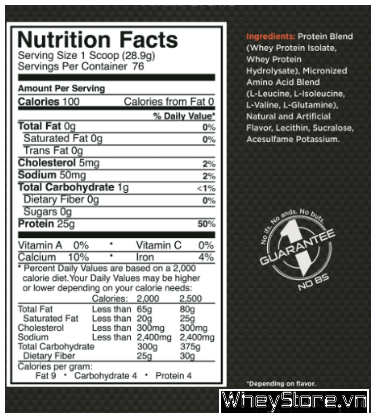 Nutrition Facts
Serving Size 1 Scoop (28.9g)
Servings Per Container 76
Amount Per Serving
Calories 100 Calories from Fat 0
% Daily Value*
Total Fat 0g 0%
Saturated Fat 0g 0%
Trans Fat 0g
Cholesterol 5mg 2%
Sodium 50mg 2%
Total Carbohydrate 1g <1%
Dietary Fiber 0g 0%
Sugars 0g
Protein 25g 50%
Vitamin A 0% • Vitamin C 0%
Calcium 10% • Iron 4%
* Percent Daily Values are based on a 2,000
calorie diet.Your Daily Values may be higher
or lower depending on your calorie needs:
Calories: 2,000 2,500
Total Fat Less than 65g 80g
Saturated Fat Less than 20g 25g
Cholesterol Less than 300mg 300mg
Sodium Less than 2,400mg 2,400mg
Total Carbohydrate 300g 375g
Dietary Fiber 25g 30g
Calories per gram:
Fat 9 • Carbohydrate 4 • Protein 4
Ingredients: Protein Blend
(Whey Protein Isolate,
Whey Protein
Hydrolysate), Micronized
Amino Acid Blend
(L-Leucine, L-Isoleucine,
L-Valine, L-Glutamine),
Natural and Artificial
Flavor, Lecithin, Sucralose,
Acesulfame Potassium.
No ifs. No ands. No buts.
1
GUARANTEE
NO BS
*Depending on flavor.
WheyStore.vn